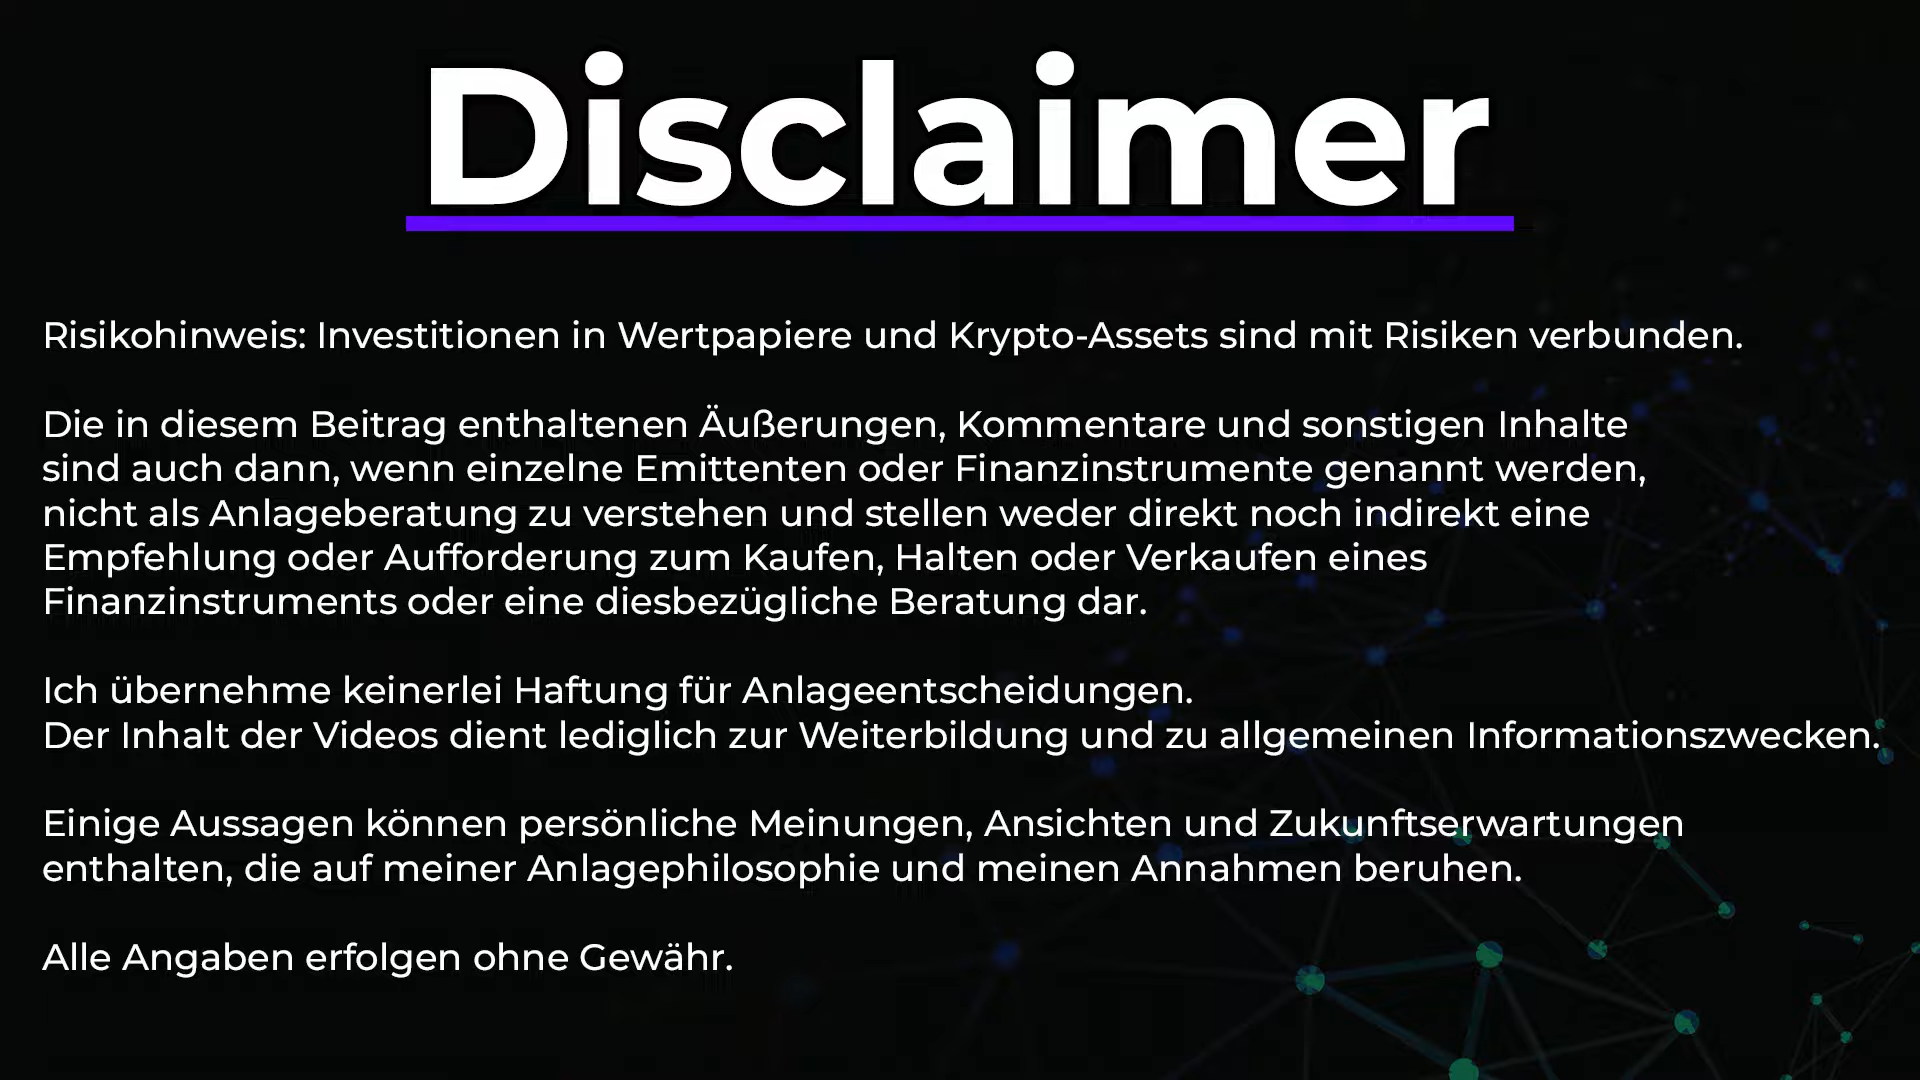 Disclaimer
Risikohinweis: Investitionen in Wertpapiere und Krypto-Assets sind mit Risiken verbunden.
Die in diesem Beitrag enthaltenen Äußerungen, Kommentare und sonstigen Inhalte
sind auch dann, wenn einzelne Emittenten oder Finanzinstrumente genannt werden,
nicht als Anlageberatung zu verstehen und stellen weder direkt noch indirekt eine
Empfehlung oder Aufforderung zum Kaufen, Halten oder Verkaufen eines
Finanzinstruments oder eine diesbezügliche Beratung dar.
Ich übernehme keinerlei Haftung für Anlageentscheidungen.
Der Inhalt der Videos dient lediglich zur Weiterbildung und zu allgemeinen Informationszwecken.
Einige Aussagen können persönliche Meinungen, Ansichten und Zukunftserwartungen
enthalten, die auf meiner Anlagephilosophie und meinen Annahmen beruhen.
Alle Angaben erfolgen ohne Gewähr.